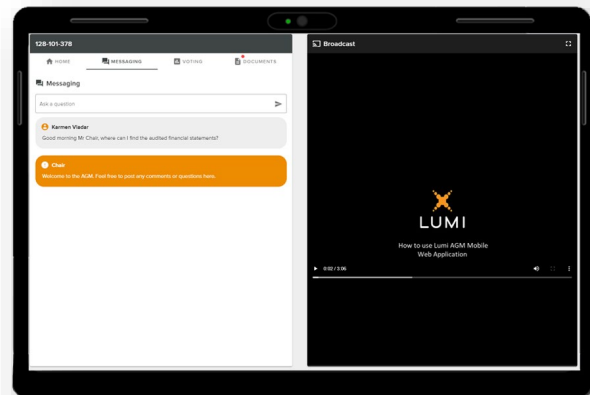 128-101-378
HOME
MESSAGING
VOTING
DOCUMENTS
Messaging
Ask a question
Karmen Vladar
Good morning Mr Chair, where can I find the audited financial statements?
Chair
Welcome to the AGM. Feel free to post any comments or questions here.
Broadcast
LUMI
How to use Lumi AGM Mobile
Web Application
0:02 / 3:06